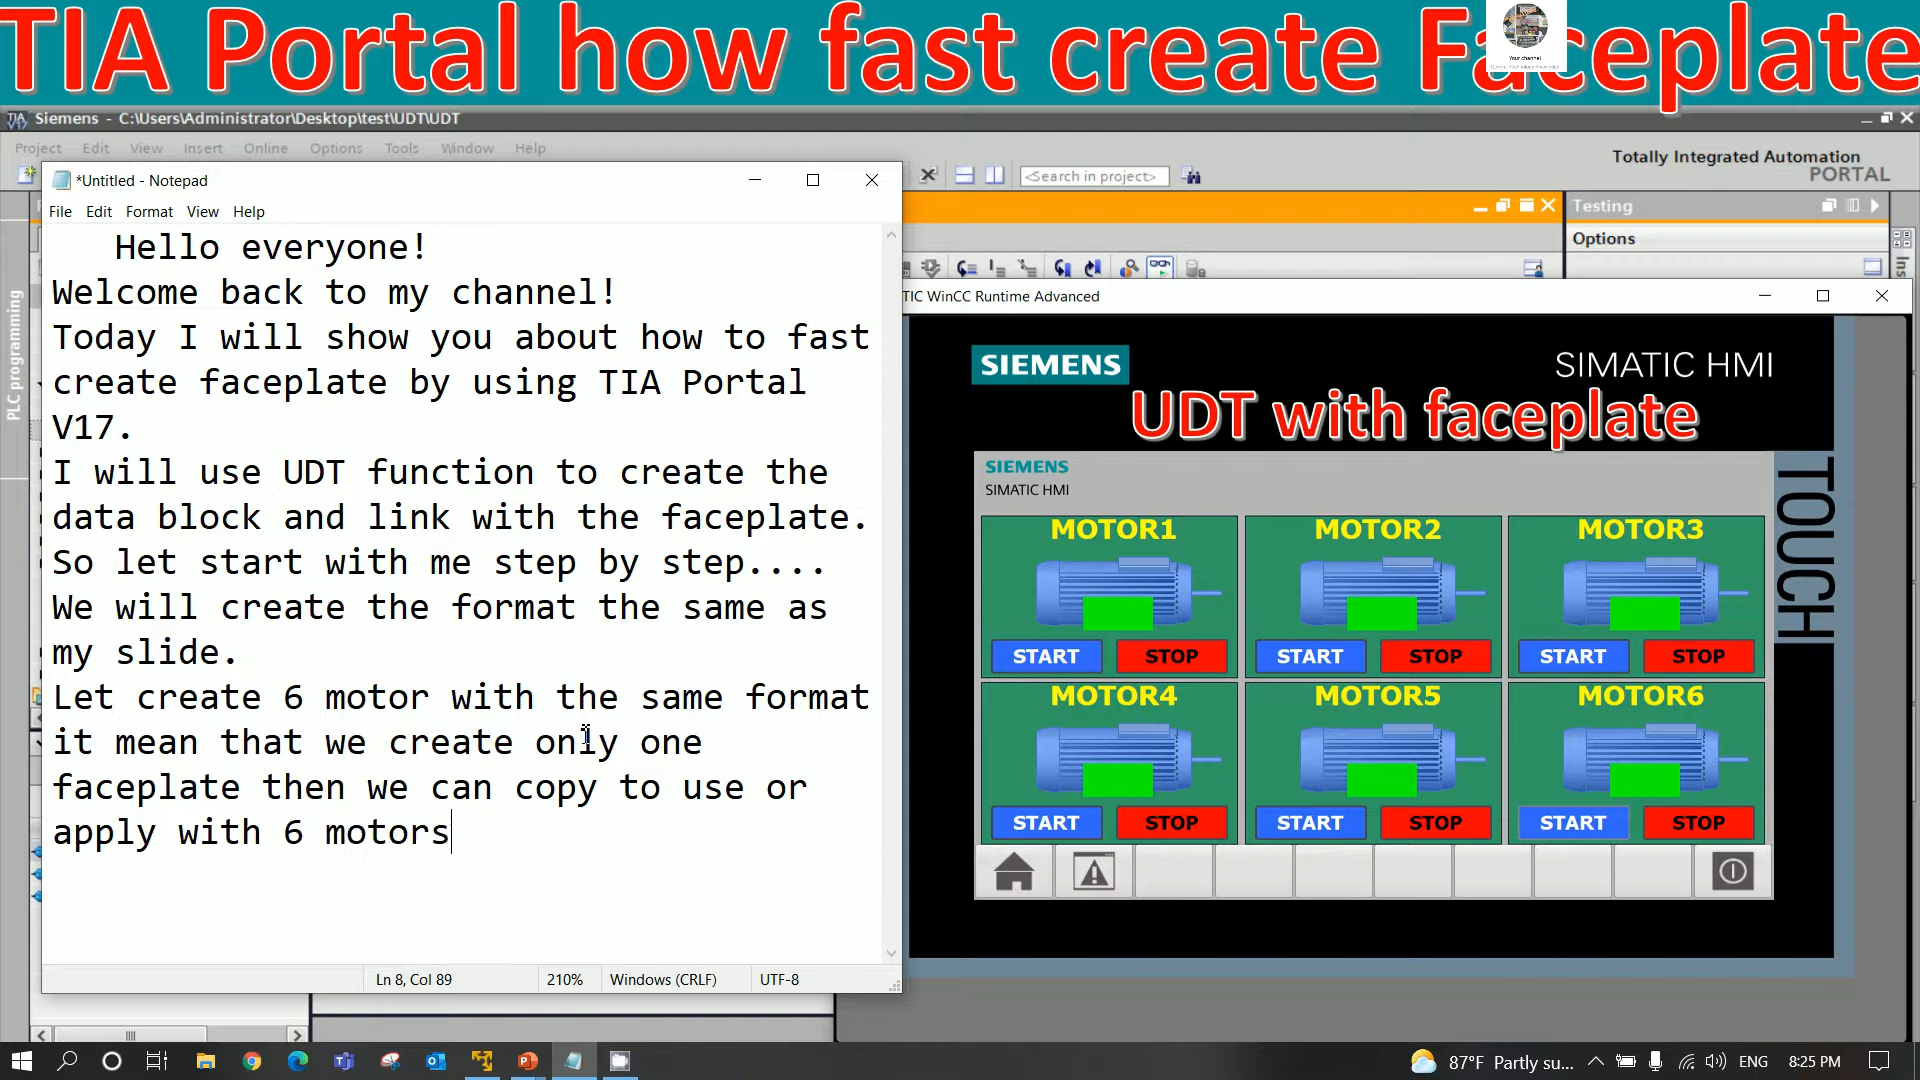 TIA Portal how fast create Faceplate
Your channel
Siemens - C:\Users\Administrator\Desktop\test\UDT\UDT
Project Edit View Insert Online Options Tools Window Help
<Search in project>
Totally Integrated Automation
PORTAL
*Untitled - Notepad
File Edit Format View Help
Hello everyone!
Welcome back to my channel!
Today I will show you about how to fast
create faceplate by using TIA Portal
V17.
I will use UDT function to create the
data block and link with the faceplate.
So let start with me step by step....
We will create the format the same as
my slide.
Let create 6 motor with the same format
it mean that we create only one
faceplate then we can copy to use or
apply with 6 motors
Ln 8, Col 89 210% Windows (CRLF) UTF-8
PLC programming
Testing
Options
Ins
TIC WinCC Runtime Advanced
SIEMENS
SIMATIC HMI
UDT with faceplate
TOUCH
SIEMENS
SIMATIC HMI
MOTOR1 MOTOR2 MOTOR3
START STOP START STOP START STOP
MOTOR4 MOTOR5 MOTOR6
START STOP START STOP START STOP
87°F Partly su... ENG 8:25 PM